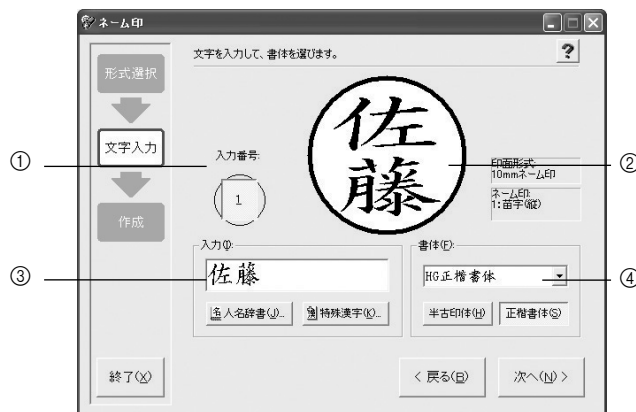 ネーム印
形式選択
文字入力
作成
終了(X)
文字を入力して、書体を選びます。
?
①
入力番号:
1
佐
藤
②
印面形式:
10mmネーム印
ネーム印:
1:苗字(縦)
③
入力(I):
佐藤
人名辞書(J)...
特殊漢字(K)...
書体(F):
HG正楷書体
④
半古印体(H)
正楷書体(S)
< 戻る(B)
次へ(N) >